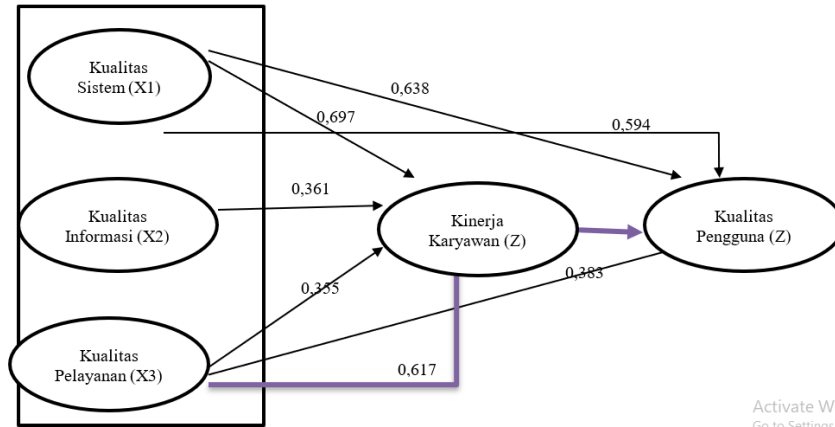 Kualitas
Sistem (X1)
0,638
0,697
0,594
Kualitas
Informasi (X2)
0,361
Kinerja
Karyawan (Z)
Kualitas
Pengguna (Z)
0,355
0,383
Kualitas
Pelayanan (X3)
0,617
Activate W
Go to Settings